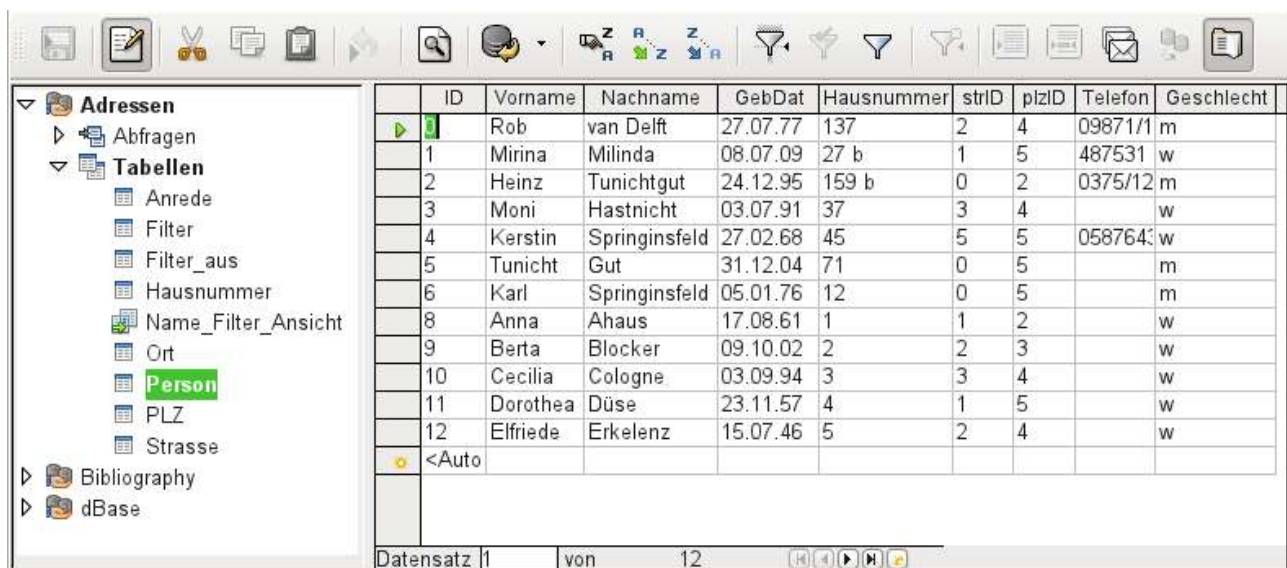 Adressen
Abfragen
Tabellen
Anrede
Filter
Filter_aus
Hausnummer
Name_Filter_Ansicht
Ort
Person
PLZ
Strasse
Bibliography
dBase
ID Vorname Nachname GebDat Hausnummer strID plzID Telefon Geschlecht
0 Rob van Delft 27.07.77 137 2 4 09871/1 m
1 Mirina Milinda 08.07.09 27 b 1 5 487531 w
2 Heinz Tunichtgut 24.12.95 159 b 0 2 0375/12 m
3 Moni Hastnicht 03.07.91 37 3 4 w
4 Kerstin Springinsfeld 27.02.68 45 5 5 058764 w
5 Tunicht Gut 31.12.04 71 0 5 m
6 Karl Springinsfeld 05.01.76 12 0 5 m
8 Anna Ahaus 17.08.61 1 1 2 w
9 Berta Blocker 09.10.02 2 2 3 w
10 Cecilia Cologne 03.09.94 3 3 4 w
11 Dorothea Düse 23.11.57 4 1 5 w
12 Elfriede Erkelenz 15.07.46 5 2 4 w
<Auto
Datensatz 1 von 12